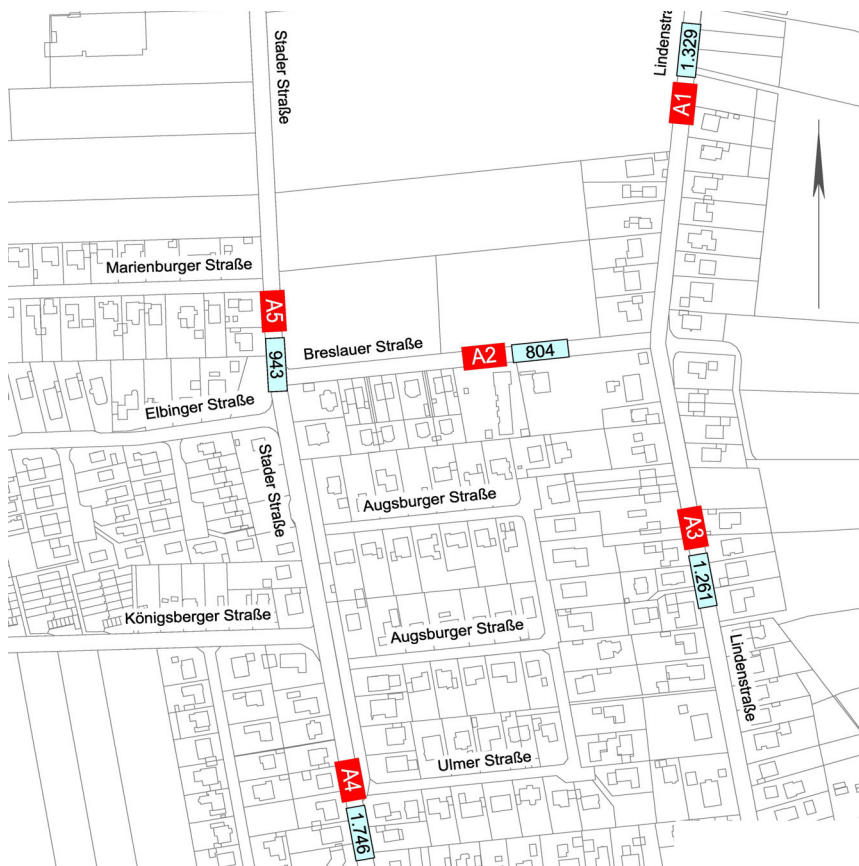 Stader Straße
Lindenstra
1.329
A1
Marienburger Straße
A5
943
Breslauer Straße
A2
804
Elbinger Straße
Stader Straße
Augsburger Straße
A3
1.261
Königsberger Straße
Augsburger Straße
Lindenstraße
Ulmer Straße
A4
1.746